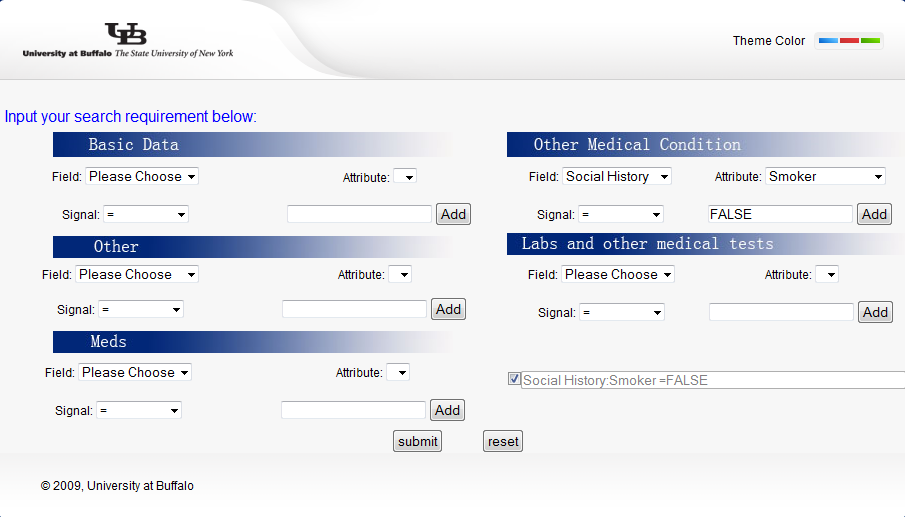 UB
University at Buffalo The State University of New York
Theme Color
Input your search requirement below:
Basic Data
Field: Please Choose
Attribute:
Signal: =
Add
Other
Field: Please Choose
Attribute:
Signal: =
Add
Meds
Field: Please Choose
Attribute:
Signal: =
Add
Other Medical Condition
Field: Social History
Attribute: Smoker
Signal: =
FALSE
Add
Labs and other medical tests
Field: Please Choose
Attribute:
Signal: =
Add
Social History:Smoker =FALSE
submit
reset
© 2009, University at Buffalo